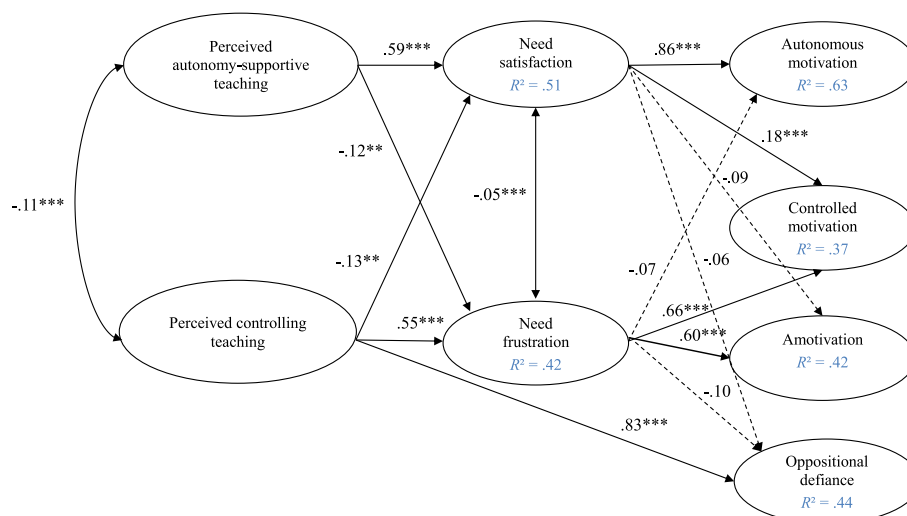 Perceived
autonomy-supportive
teaching
.59***
Need
satisfaction
R² = .51
.86***
Autonomous
motivation
R² = .63
-.12**
.18***
-.11***
-.05***
-.09
Controlled
motivation
R² = .37
-.13**
-.07
-.06
Perceived controlling
teaching
.55***
Need
frustration
R² = .42
.66***
.60***
Amotivation
R² = .42
-.10
.83***
Oppositional
defiance
R² = .44